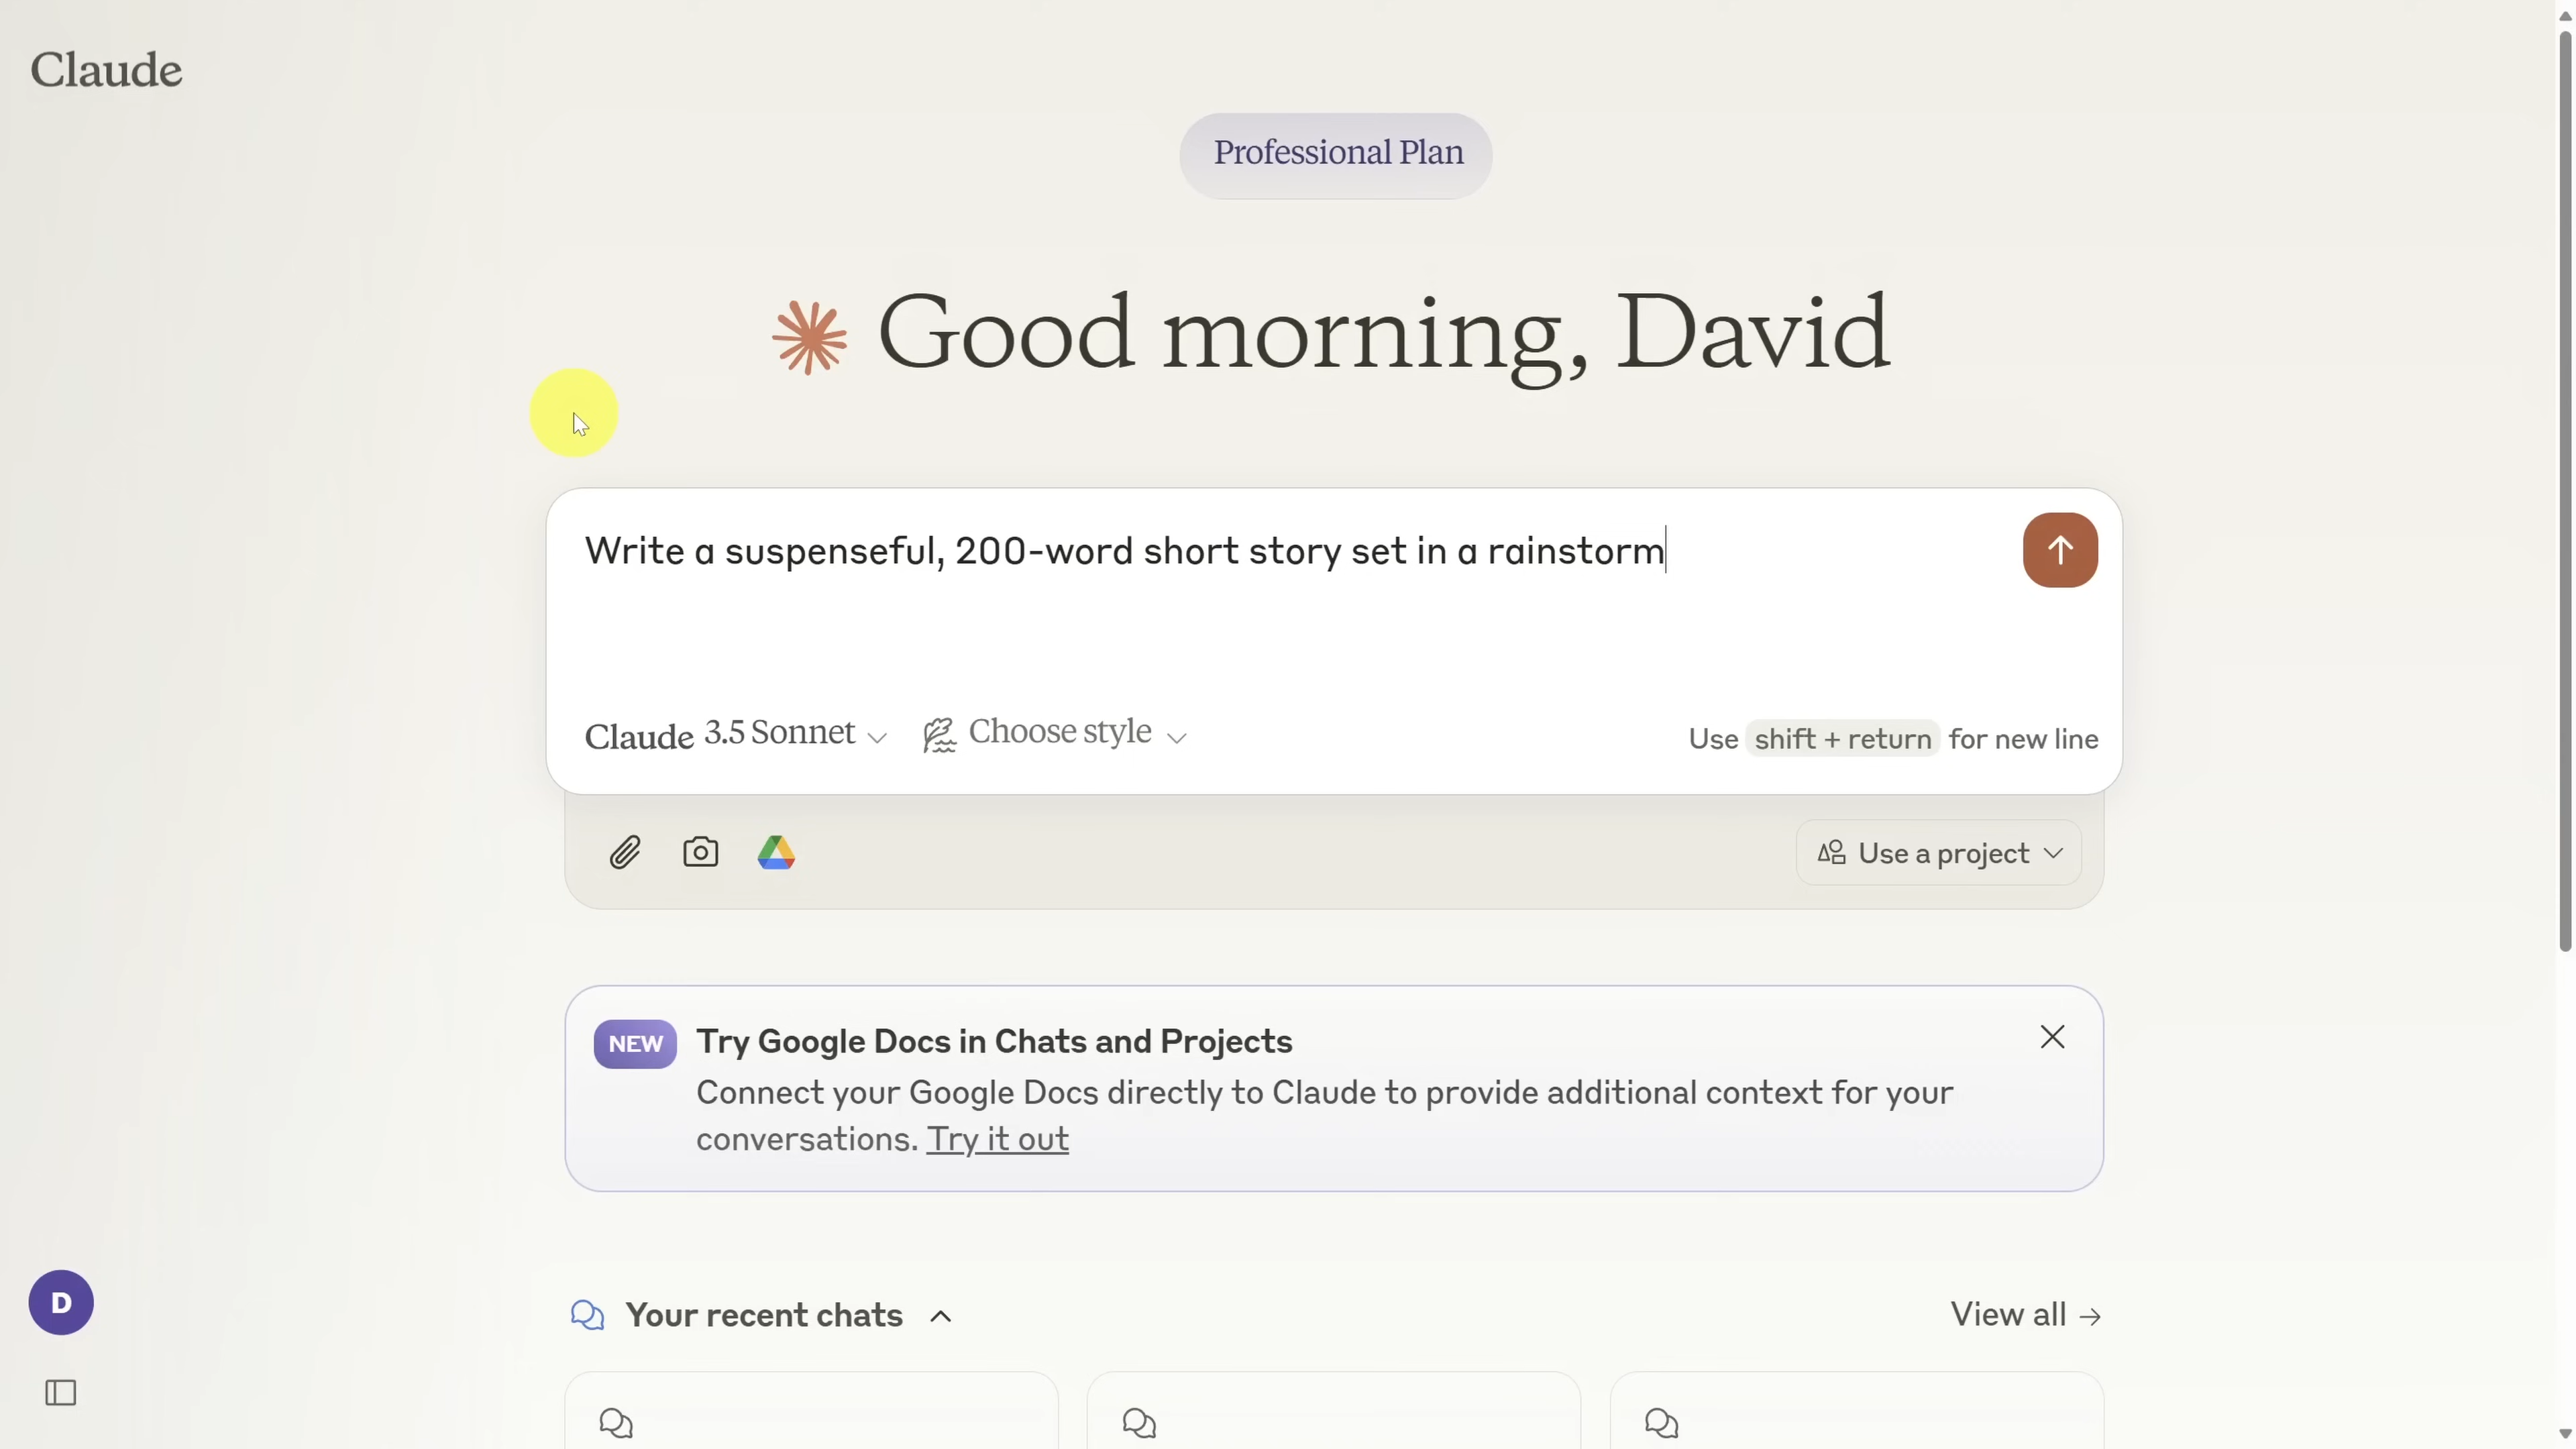 Claude
Professional Plan
Good morning, David
Write a suspenseful, 200-word short story set in a rainstorm
Claude 3.5 Sonnet Choose style Use shift + return for new line
Use a project
NEW Try Google Docs in Chats and Projects
Connect your Google Docs directly to Claude to provide additional context for your
conversations. Try it out
D
Your recent chats View all →